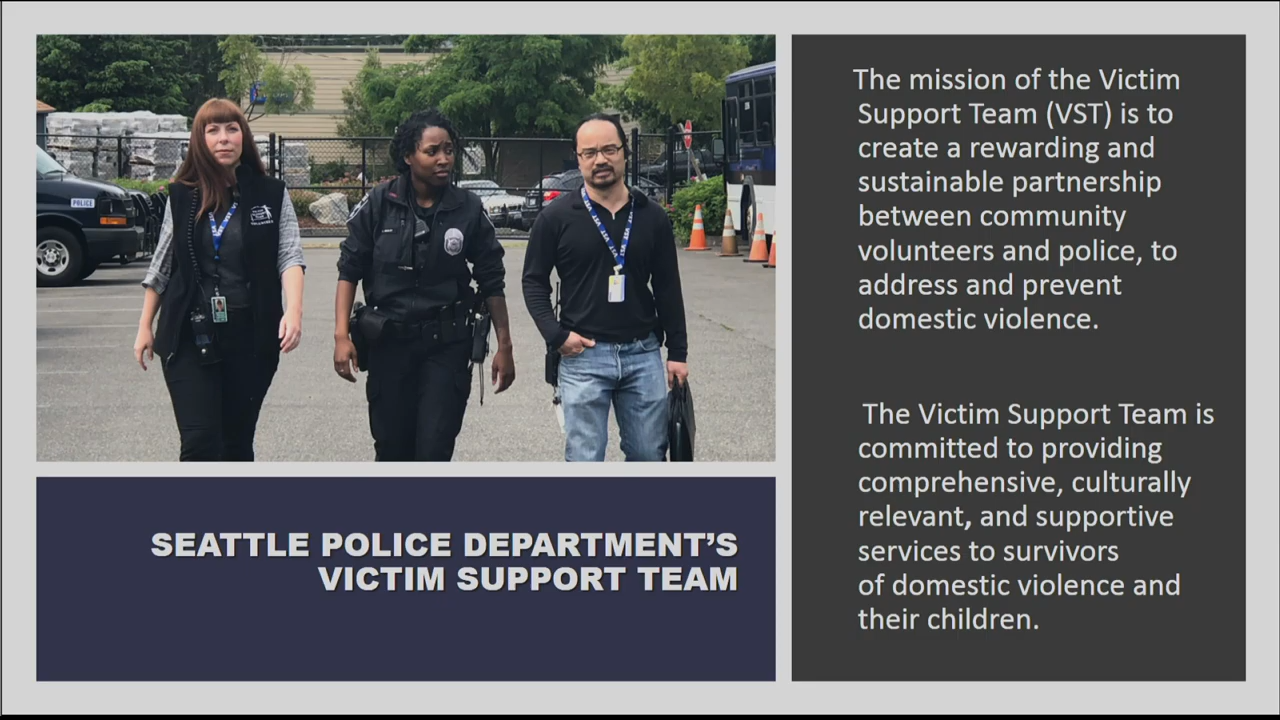 POLICE
SEATTLE POLICE DEPARTMENT'S
VICTIM SUPPORT TEAM
The mission of the Victim
Support Team (VST) is to
create a rewarding and
sustainable partnership
between community
volunteers and police, to
address and prevent
domestic violence.
The Victim Support Team is
committed to providing
comprehensive, culturally
relevant, and supportive
services to survivors
of domestic violence and
their children.